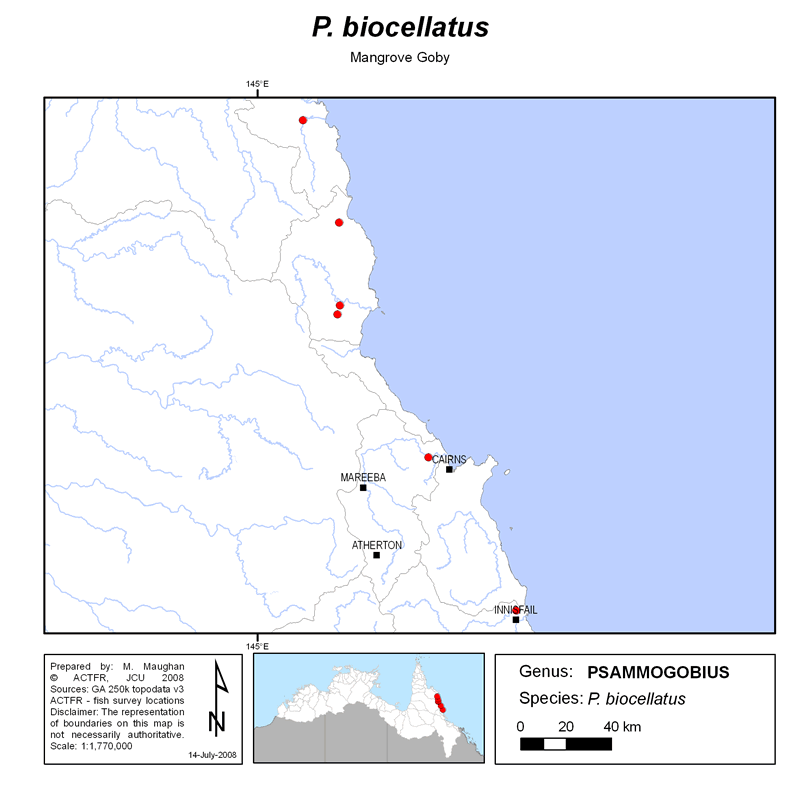 P. biocellatus
Mangrove Goby
145°E
CAIRNS
MAREEBA
ATHERTON
INNISFAIL
145°E
Prepared by: M. Maughan
© ACTFR, JCU 2008
Sources: GA 250k topodata v3
ACTFR - fish survey locations
Disclaimer: The representation
of boundaries on this map is
not necessarily authoritative.
Scale: 1:1,770,000
N
14-July-2008
Genus: PSAMMOGOBIUS
Species: P. biocellatus
0 20 40 km